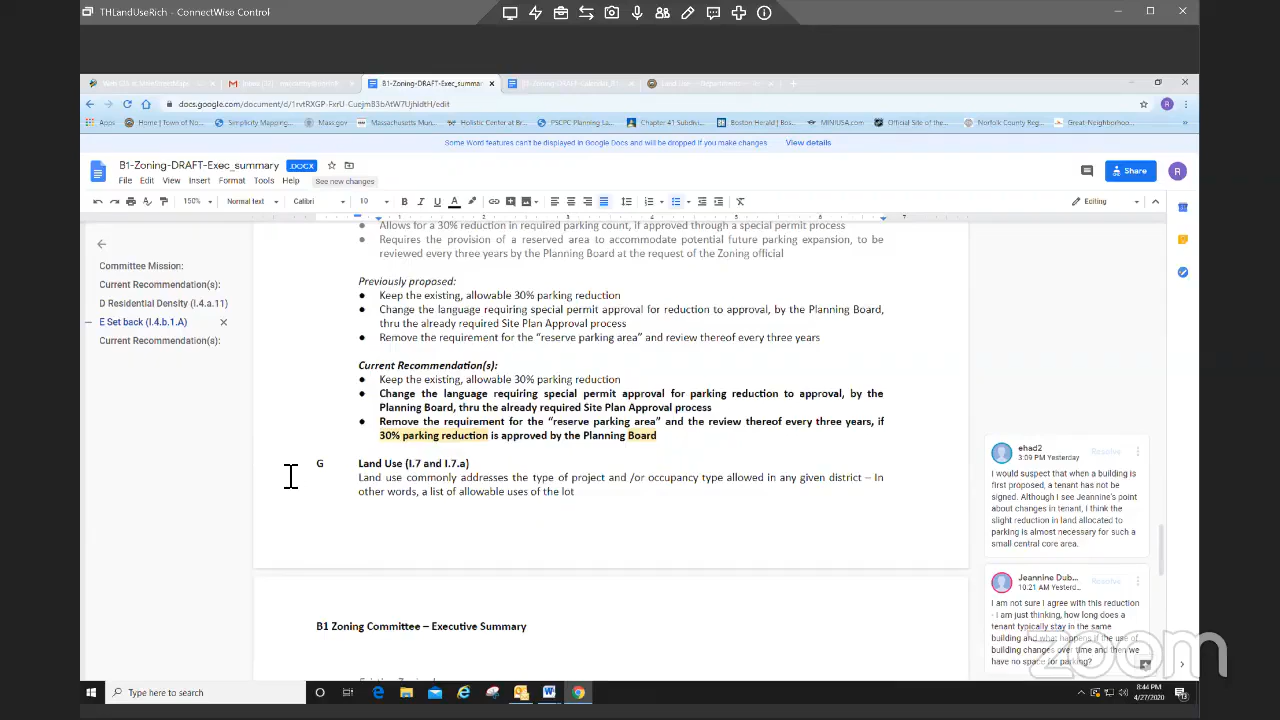 THLandUseRich - ConnectWise Control
B1-Zoning-DRAFT-Exec_summar
docs.google.com/document/d/1rvtRXGP-FxrU-CuejmB3bAtW7UjhIdtH/edit
Apps Home | Town of No... Simplicity Mapping... Mass.gov Massachusetts Mun... Holistic Center at Br... PSCPC Planning La... Chapter 41 Subdivi... Boston Herald | Bos... MINIUSA.com Official Site of the... Norfolk County Reg... Great-Neighborhoo...
Some Word features can't be displayed in Google Docs and will be dropped if you make changes View details
B1-Zoning-DRAFT-Exec_summary .DOCX
File Edit View Insert Format Tools Help See new changes
Share
R
150% Normal text Calibri 10 Editing
Committee Mission:
Current Recommendation(s):
D Residential Density (I.4.a.11)
E Set back (I.4.b.1.A)
Current Recommendation(s):
● Allows for a 30% reduction in required parking count, if approved through a special permit process
● Requires the provision of a reserved area to accommodate potential future parking expansion, to be
reviewed every three years by the Planning Board at the request of the Zoning official
Previously proposed:
● Keep the existing, allowable 30% parking reduction
● Change the language requiring special permit approval for reduction to approval, by the Planning Board,
thru the already required Site Plan Approval process
● Remove the requirement for the “reserve parking area” and review thereof every three years
Current Recommendation(s):
● Keep the existing, allowable 30% parking reduction
● Change the language requiring special permit approval for parking reduction to approval, by the
Planning Board, thru the already required Site Plan Approval process
● Remove the requirement for the “reserve parking area” and the review thereof every three years, if
30% parking reduction is approved by the Planning Board
G Land Use (I.7 and I.7.a)
Land use commonly addresses the type of project and /or occupancy type allowed in any given district – In
other words, a list of allowable uses of the lot
B1 Zoning Committee – Executive Summary
ehad2
3:09 PM Yesterday
Resolve
I would suspect that when a building is
first proposed, a tenant has not be
signed. Although I see Jeannine's point
about changes in tenant, I think the
slight reduction in land allocated to
parking is almost necessary for such a
small central core area.
Jeannine Dub...
10:21 AM Yesterd...
Resolve
I am not sure I agree with this reduction
- I am just thinking, how long does a
tenant typically stay in the same
building and what happens if the use of
building changes over time and then we
have no space for parking?
zoom
Type here to search
8:44 PM
4/27/2020